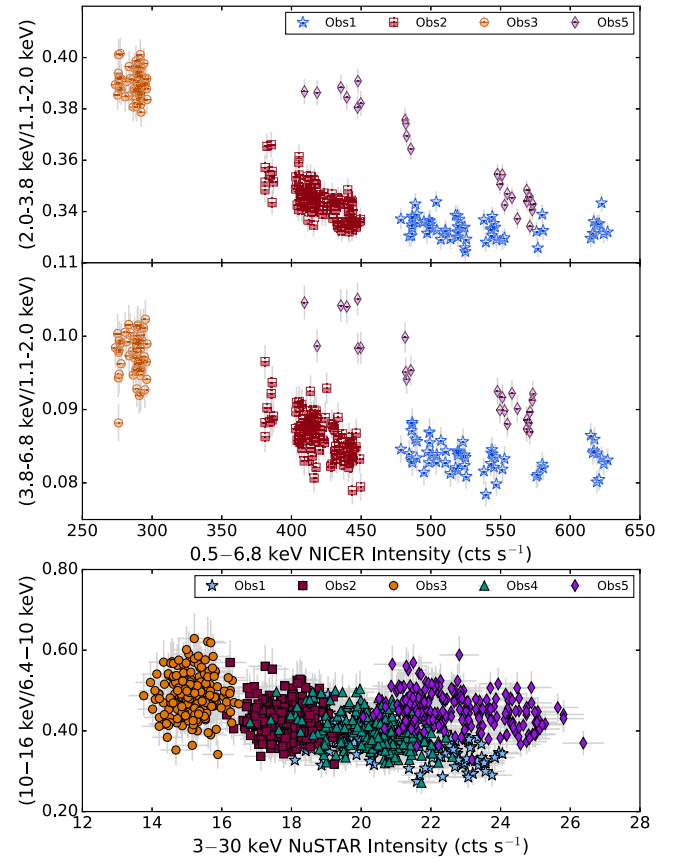 Obs1 Obs2 Obs3 Obs5
0.40
0.38
0.36
0.34
0.11
(2.0−3.8 keV/1.1−2.0 keV)
0.10
0.09
0.08
(3.8-6.8 keV/1.1-2.0 keV)
250 300 350 400 450 500 550 600 650
0.5−6.8 keV NICER Intensity (cts s⁻¹)
Obs1 Obs2 Obs3 Obs4 Obs5
0.80
0.60
0.40
0.20
(10−16 keV/6.4−10 keV)
12 14 16 18 20 22 24 26 28
3−30 keV NuSTAR Intensity (cts s⁻¹)